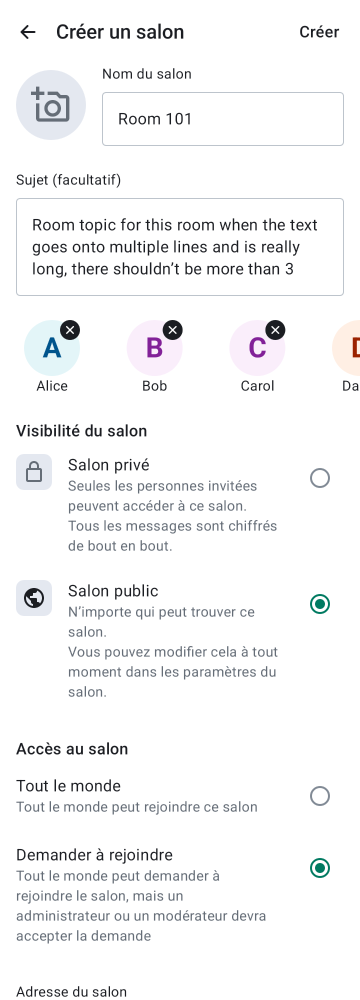 Créer un salon
Créer
Nom du salon
Room 101
Sujet (facultatif)
Room topic for this room when the text
goes onto multiple lines and is really
long, there shouldn’t be more than 3
A
B
C
Alice
Bob
Carol
Da
Visibilité du salon
Salon privé
Seules les personnes invitées
peuvent accéder à ce salon.
Tous les messages sont chiffrés
de bout en bout.
Salon public
N’importe qui peut trouver ce
salon.
Vous pouvez modifier cela à tout
moment dans les paramètres du
salon.
Accès au salon
Tout le monde
Tout le monde peut rejoindre ce salon
Demander à rejoindre
Tout le monde peut demander à
rejoindre le salon, mais un
administrateur ou un modérateur devra
accepter la demande
Adresse du salon